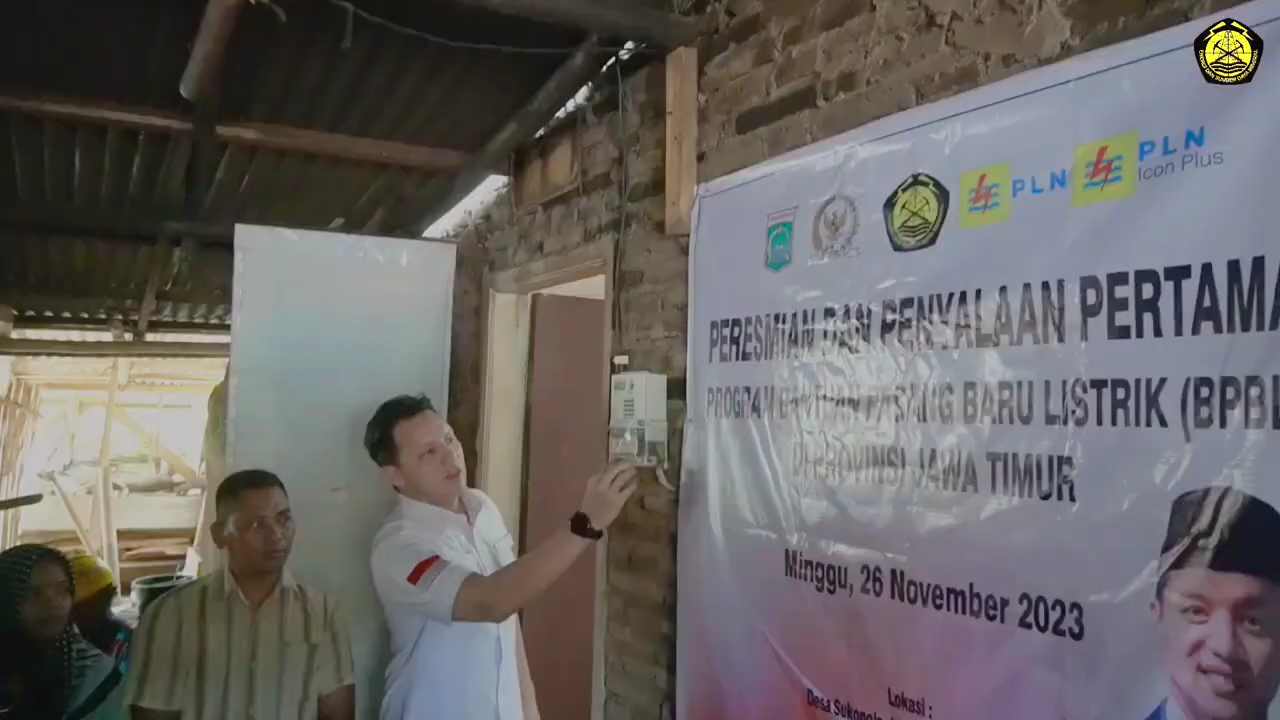 PLN
PLN
Icon Plus
PERESMIAN DAN PENYALAAN PERTAMA
PROGRAM BANTUAN PASANG BARU LISTRIK (BPBL
DI PROVINSI JAWA TIMUR
Minggu, 26 November 2023
Lokasi :
Desa